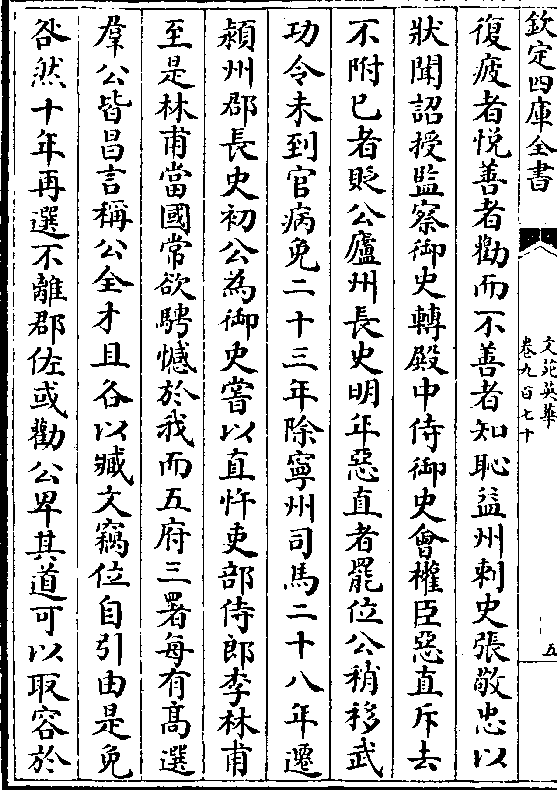 欽定四庫全書
文苑英華
卷九百七十
五
復疲者悦善者勸而不善者知恥益州刺史張敬忠以
狀聞詔授監察御史轉殿中侍御史會權臣惡直斥去
不附已者貶公廬州長史明年惡直者罷位公稍移武
功令未到官病免二十三年除寧州司馬二十八年遷
潁州郡長史初公為御史嘗以直忤吏部侍郎李林甫
至是林甫當國常欲騁憾於我而五府三署每有髙選
羣公皆昌言稱公全才且各以臧文竊位自引由是免
咎然十年再選不離郡佐或勸公卑其道可以取容於